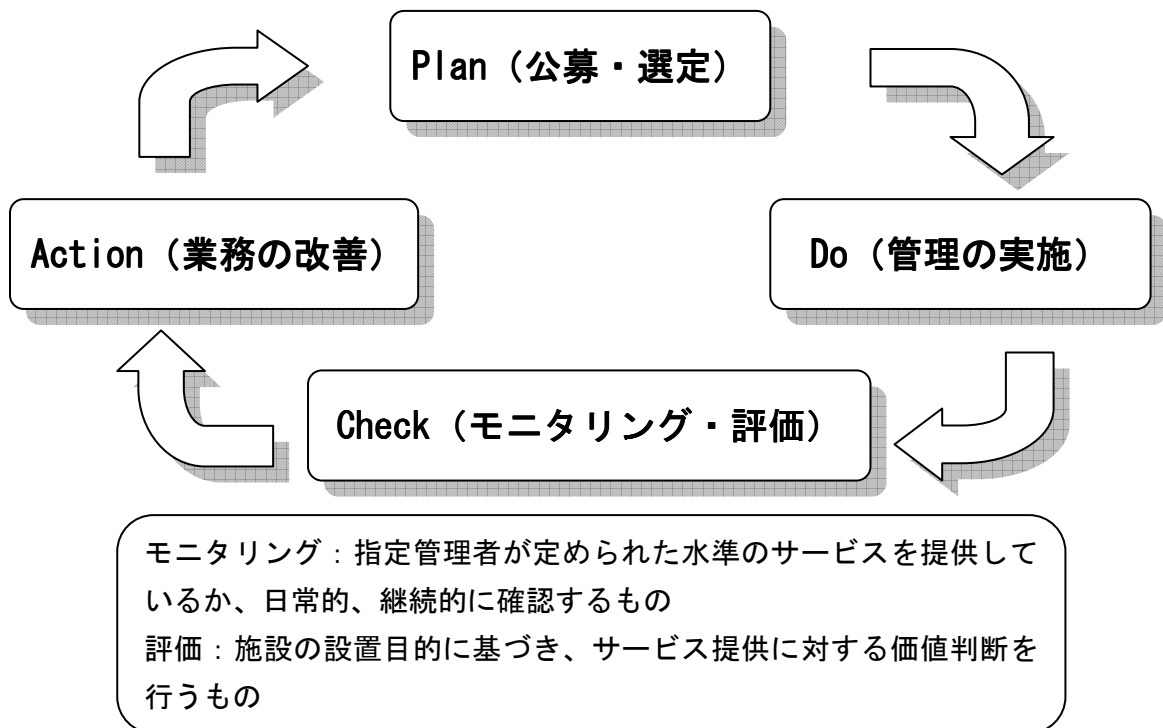 Plan（公募・選定）
Action（業務の改善）
Do（管理の実施）
Check（モニタリング・評価）
モニタリング：指定管理者が定められた水準のサービスを提供して
いるか、日常的、継続的に確認するもの
評価：施設の設置目的に基づき、サービス提供に対する価値判断を
行うもの